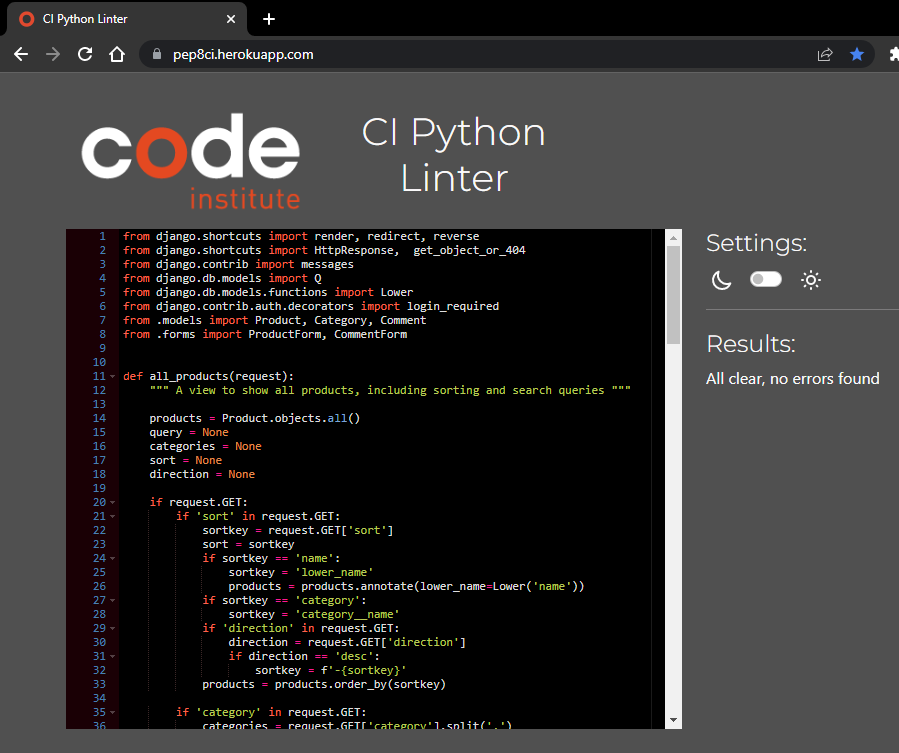 CI Python Linter
pep8ci.herokuapp.com
code
institute
CI Python
Linter
1 from django.shortcuts import render, redirect, reverse
2 from django.shortcuts import HttpResponse,  get_object_or_404
3 from django.contrib import messages
4 from django.db.models import Q
5 from django.db.models.functions import Lower
6 from django.contrib.auth.decorators import login_required
7 from .models import Product, Category, Comment
8 from .forms import ProductForm, CommentForm
9
10
11 def all_products(request):
12     """ A view to show all products, including sorting and search queries """
13
14     products = Product.objects.all()
15     query = None
16     categories = None
17     sort = None
18     direction = None
19
20     if request.GET:
21         if 'sort' in request.GET:
22             sortkey = request.GET['sort']
23             sort = sortkey
24             if sortkey == 'name':
25                 sortkey = 'lower_name'
26                 products = products.annotate(lower_name=Lower('name'))
27             if sortkey == 'category':
28                 sortkey = 'category__name'
29             if 'direction' in request.GET:
30                 direction = request.GET['direction']
31                 if direction == 'desc':
32                     sortkey = f'-{sortkey}'
33             products = products.order_by(sortkey)
34
35         if 'category' in request.GET:
36             categories = request.GET['category'].split(',')
Settings:
Results:
All clear, no errors found